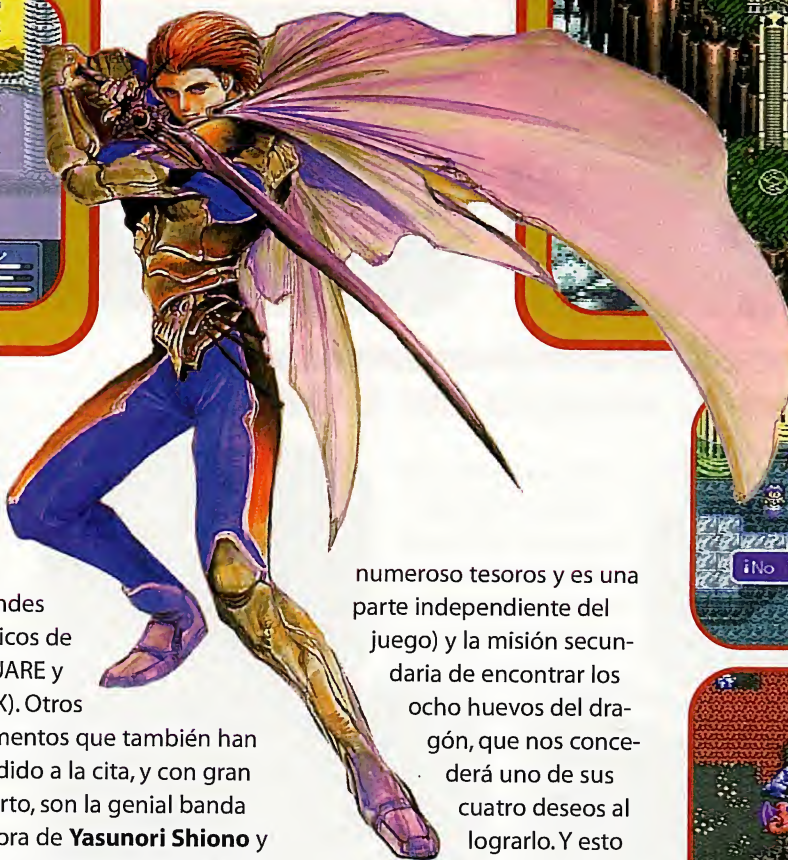 ndes
icos de
JARE y
X). Otros
mentos que también han
dido a la cita, y con gran
erto, son la genial banda
ora de Yasunori Shiono y
numeroso tesoros y es una
parte independiente del
juego) y la misión secun-
daria de encontrar los
ocho huevos del dra-
gón, que nos conce-
derá uno de sus
cuatro deseos al
lograrlo. Y esto
¡No